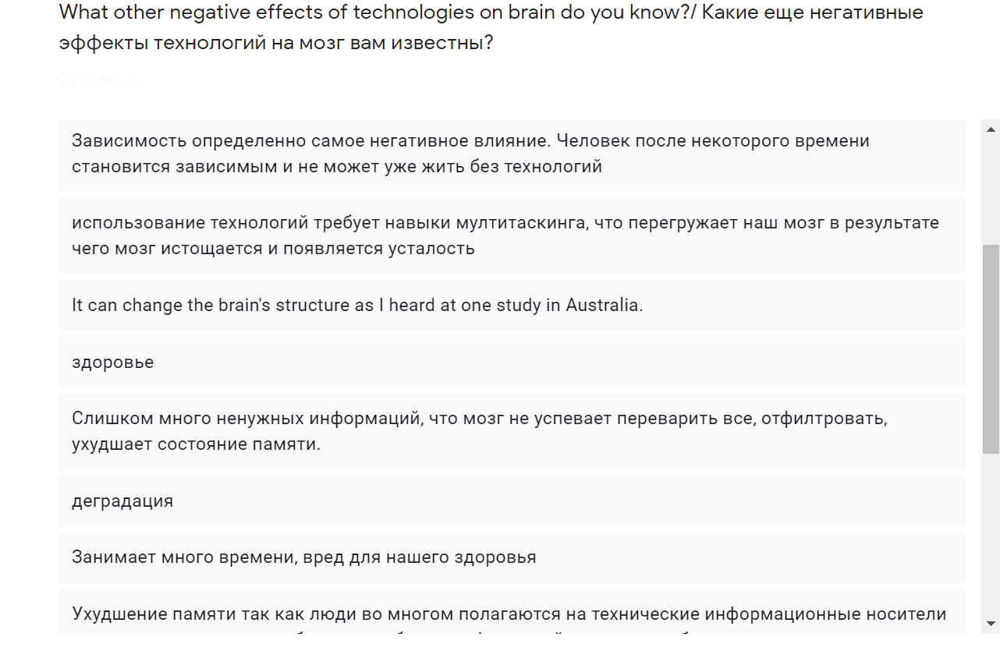 What other negative effects of technologies on brain do you know?/ Какие еще негативные
эффекты технологий на мозг вам известны?
20 ответов
Зависимость определенно самое негативное влияние. Человек после некоторого времени
становится зависимым и не может уже жить без технологий
использование технологий требует навыки мултитаскинга, что перегружает наш мозг в результате
чего мозг истощается и появляется усталость
It can change the brain's structure as I heard at one study in Australia.
здоровье
Слишком много ненужных информаций, что мозг не успевает переварить все, отфилтровать,
ухудшает состояние памяти.
деградация
Занимает много времени, вред для нашего здоровья
Ухудшение памяти так как люди во многом полагаются на технические информационные носители